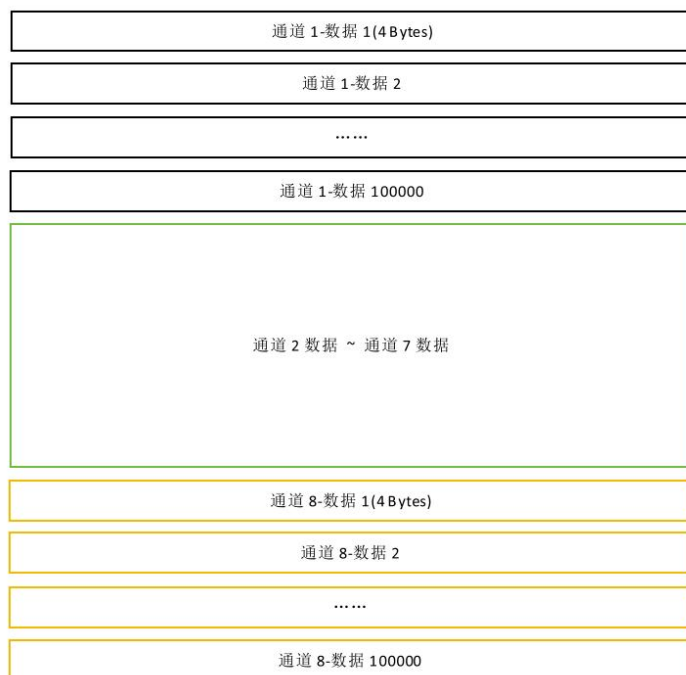 通道 1-数据 1(4 Bytes)
通道 1-数据 2
……
通道 1-数据 100000
通道 2 数据 ~ 通道 7 数据
通道 8-数据 1(4 Bytes)
通道 8-数据 2
……
通道 8-数据 100000